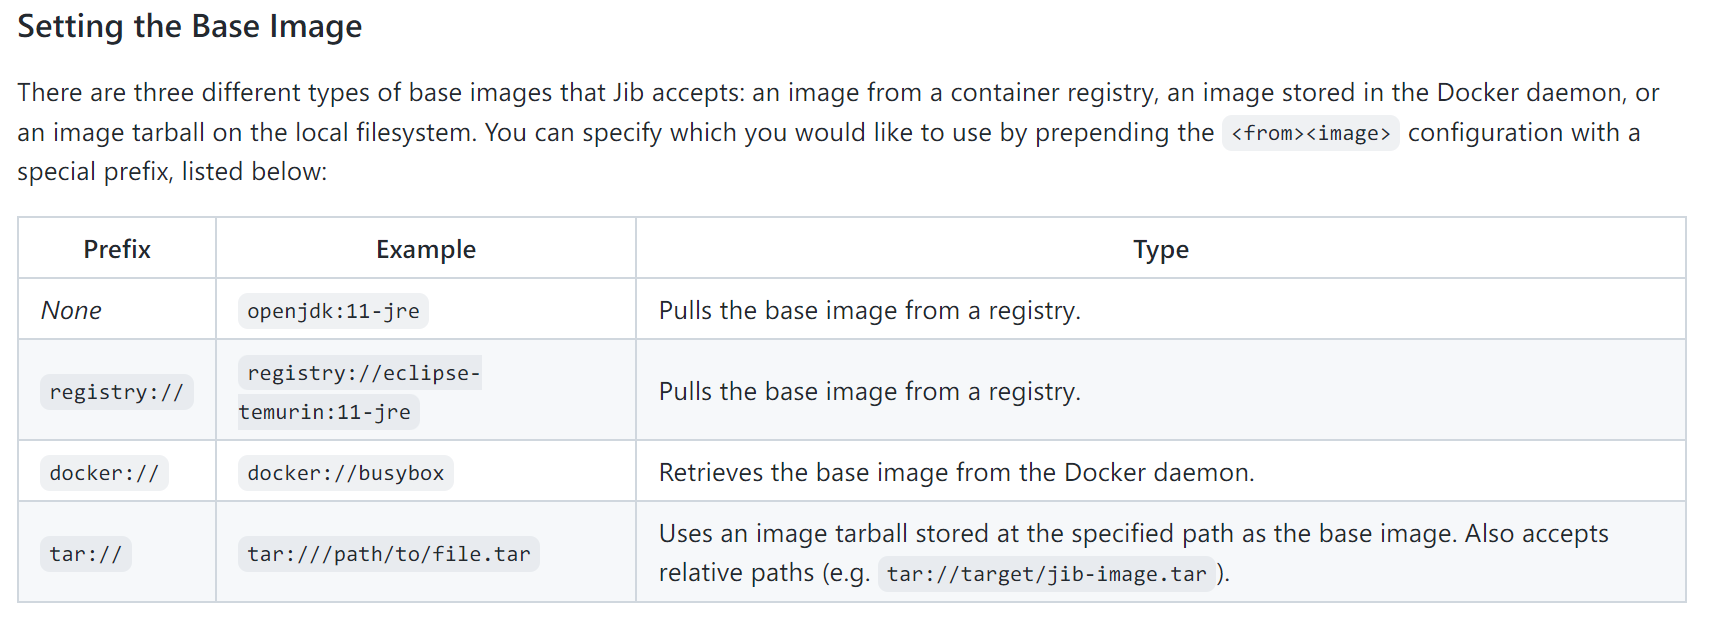 Setting the Base Image
There are three different types of base images that Jib accepts: an image from a container registry, an image stored in the Docker daemon, or
an image tarball on the local filesystem. You can specify which you would like to use by prepending the <from><image> configuration with a
special prefix, listed below:
Prefix Example Type
None openjdk:11-jre Pulls the base image from a registry.
registry:// registry://eclipse-
temurin:11-jre Pulls the base image from a registry.
docker:// docker://busybox Retrieves the base image from the Docker daemon.
tar:// tar:///path/to/file.tar Uses an image tarball stored at the specified path as the base image. Also accepts
relative paths (e.g. tar://target/jib-image.tar ).